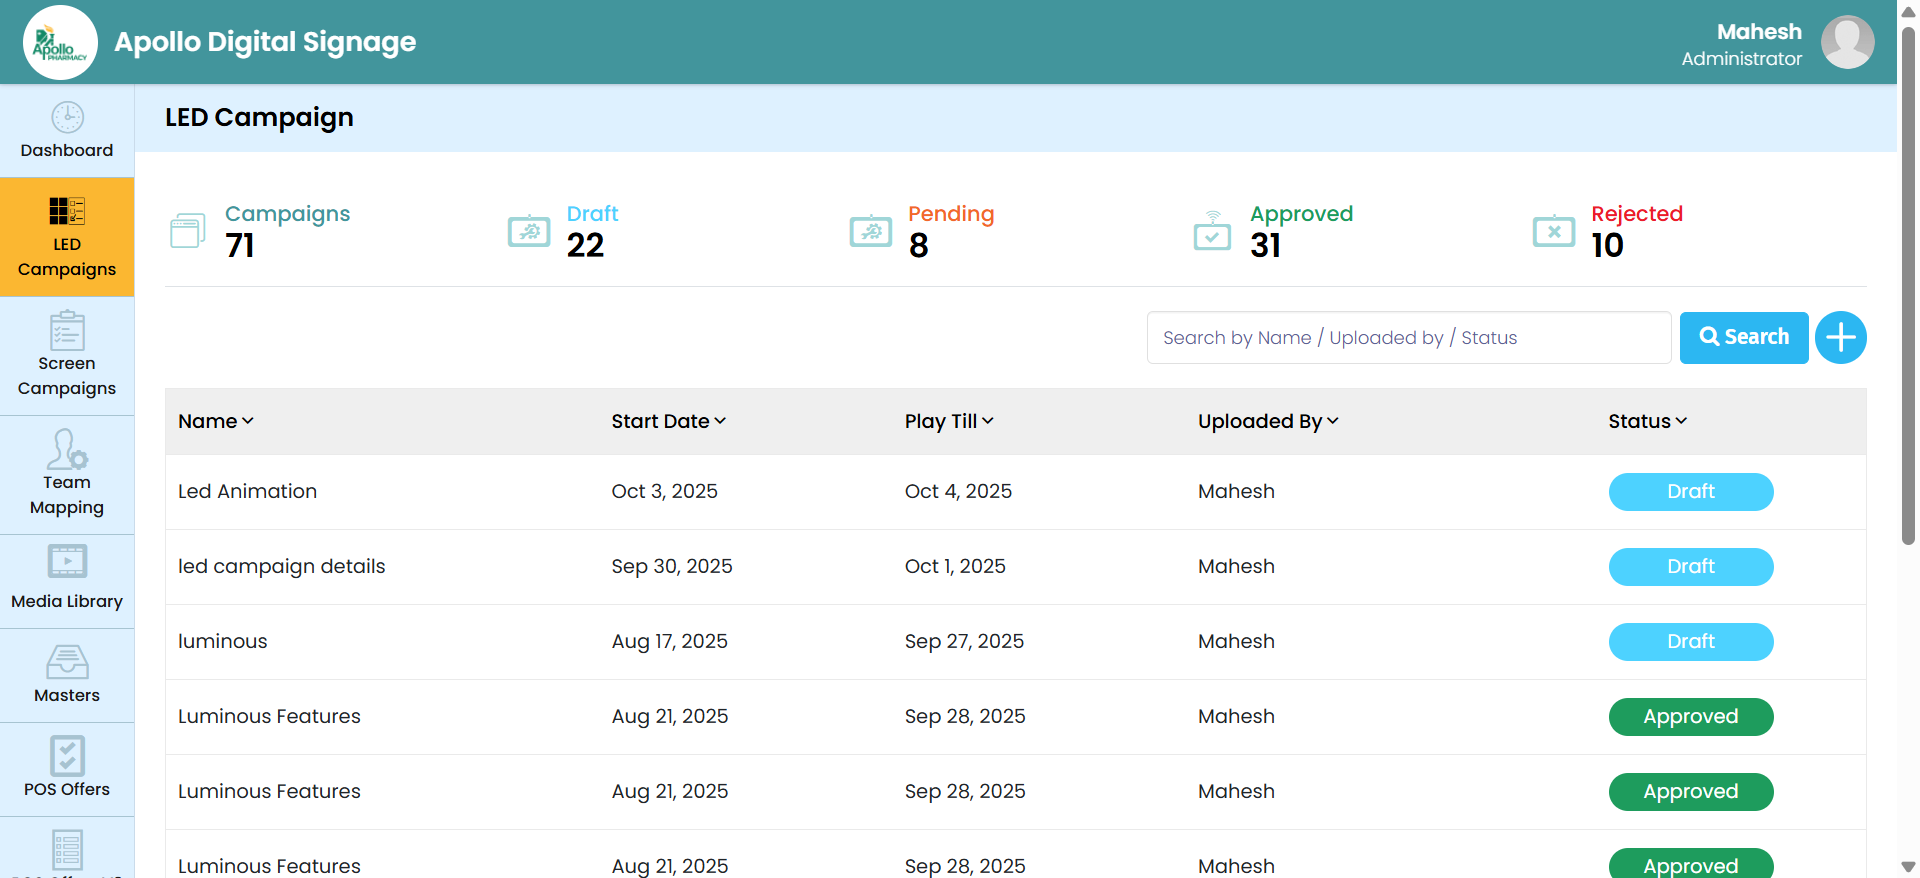 Apollo
PHARMACY
Apollo Digital Signage
Mahesh
Administrator
Dashboard
LED
Campaigns
Screen
Campaigns
Team
Mapping
Media Library
Masters
POS Offers
LED Campaign
Campaigns
71
Draft
22
Pending
8
Approved
31
Rejected
10
Search by Name / Uploaded by / Status
Search
Name Start Date Play Till Uploaded By Status
Led Animation Oct 3, 2025 Oct 4, 2025 Mahesh Draft
led campaign details Sep 30, 2025 Oct 1, 2025 Mahesh Draft
luminous Aug 17, 2025 Sep 27, 2025 Mahesh Draft
Luminous Features Aug 21, 2025 Sep 28, 2025 Mahesh Approved
Luminous Features Aug 21, 2025 Sep 28, 2025 Mahesh Approved
Luminous Features Aug 21, 2025 Sep 28, 2025 Mahesh Approved